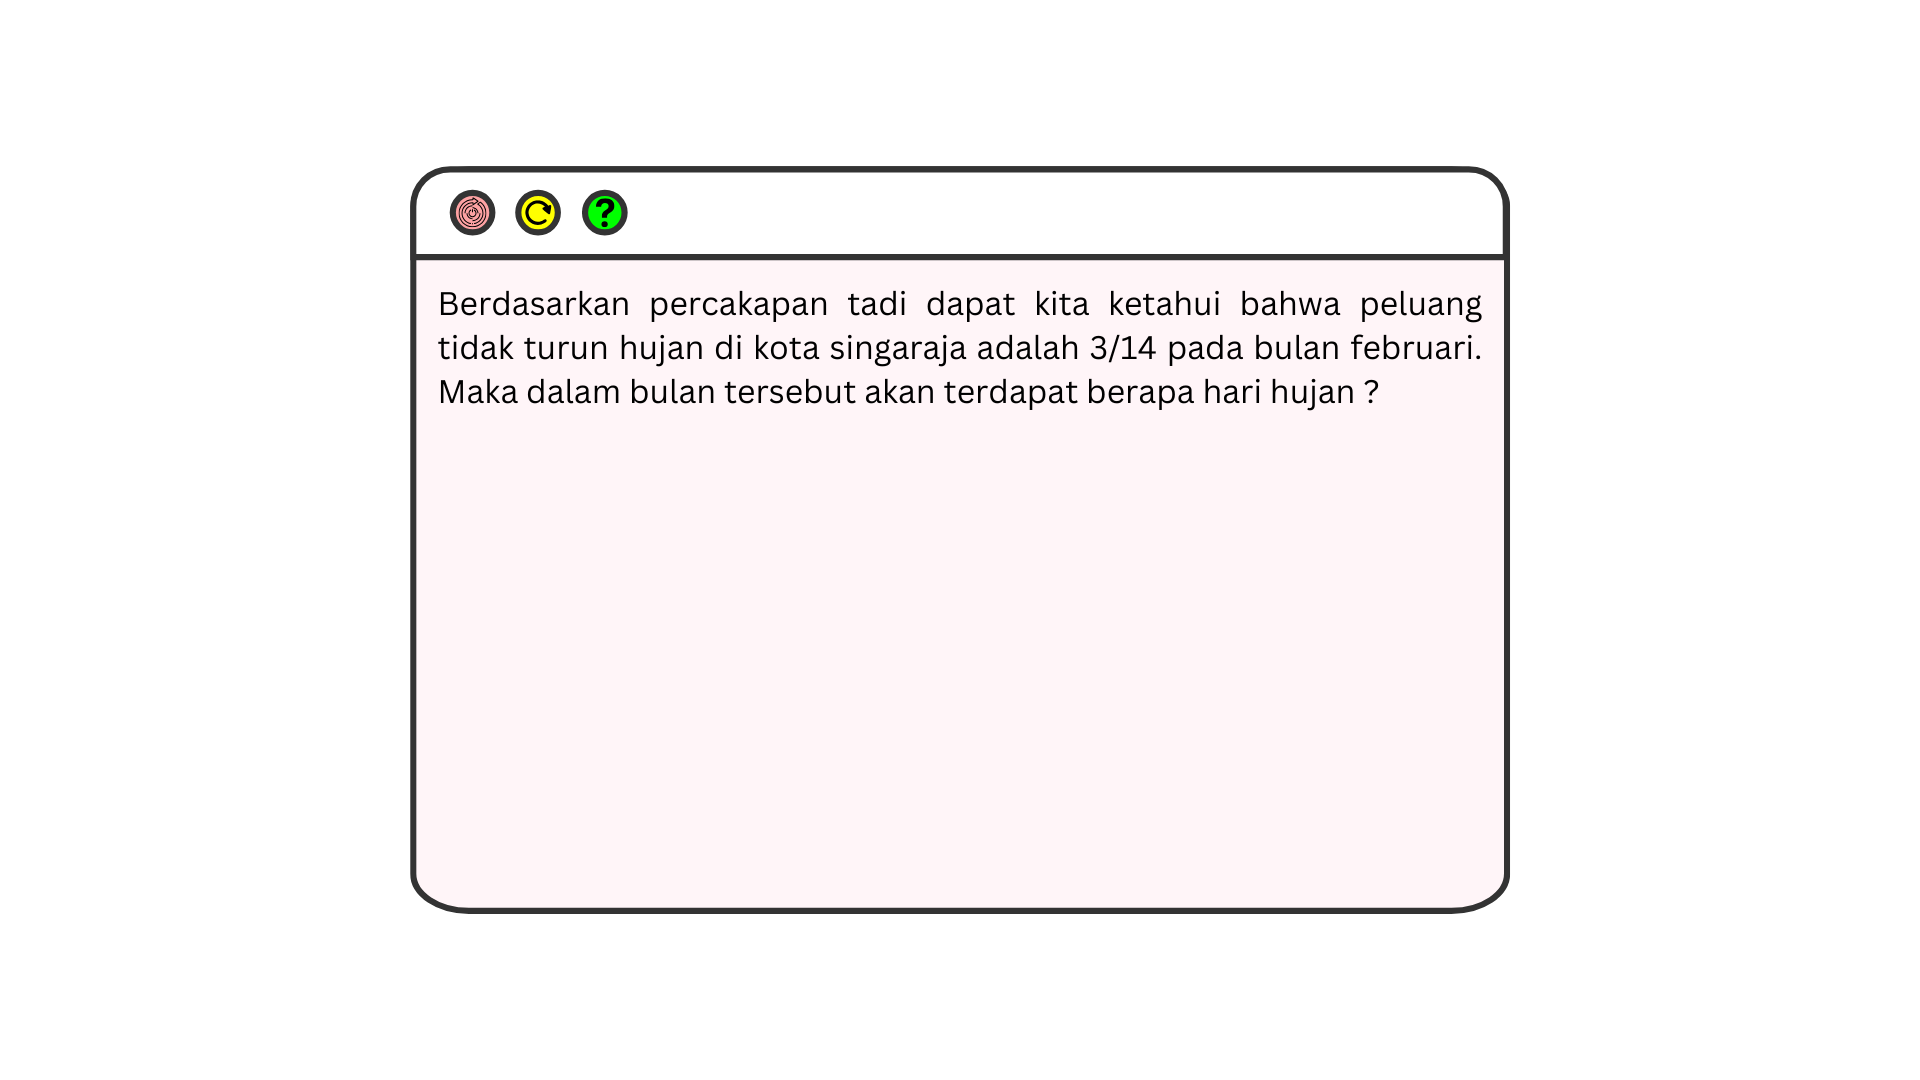 Berdasarkan percakapan tadi dapat kita ketahui bahwa peluang
tidak turun hujan di kota singaraja adalah 3/14 pada bulan februari.
Maka dalam bulan tersebut akan terdapat berapa hari hujan ?